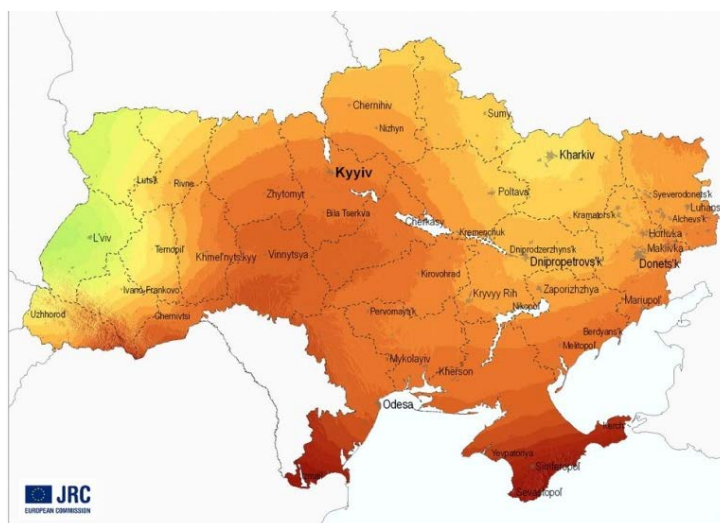 Chernihiv
Sumy
Nizhyn
Kharkiv
Kyyiv
Luts'k
Rivne
Zhytomyr
Poltava
Syeverodonets'k
Bila Tserkva
Luhans'k
L'viv
Cherkasy
Kramators'k
Alchevs'k
Kremenchuk
Horlivka
Ternopil'
Khmel'nyts'kyy
Vinnytsya
Dniprodzerzhyns'k
Makiivka
Dnipropetrovs'k
Donets'k
Kirovohrad
Ivano-Frankovo
Zaporizhzhya
Kryvyy Rih
Uzhhorod
Chernivtsi
Pervomays'k
Nikopol'
Mariupol'
Berdyans'k
Melitopol'
Mykolayiv
Kherson
Odesa
Kerch
Yevpatoriya
Simferopol'
Izmail
Sevastopol'
JRC
EUROPEAN COMMISSION